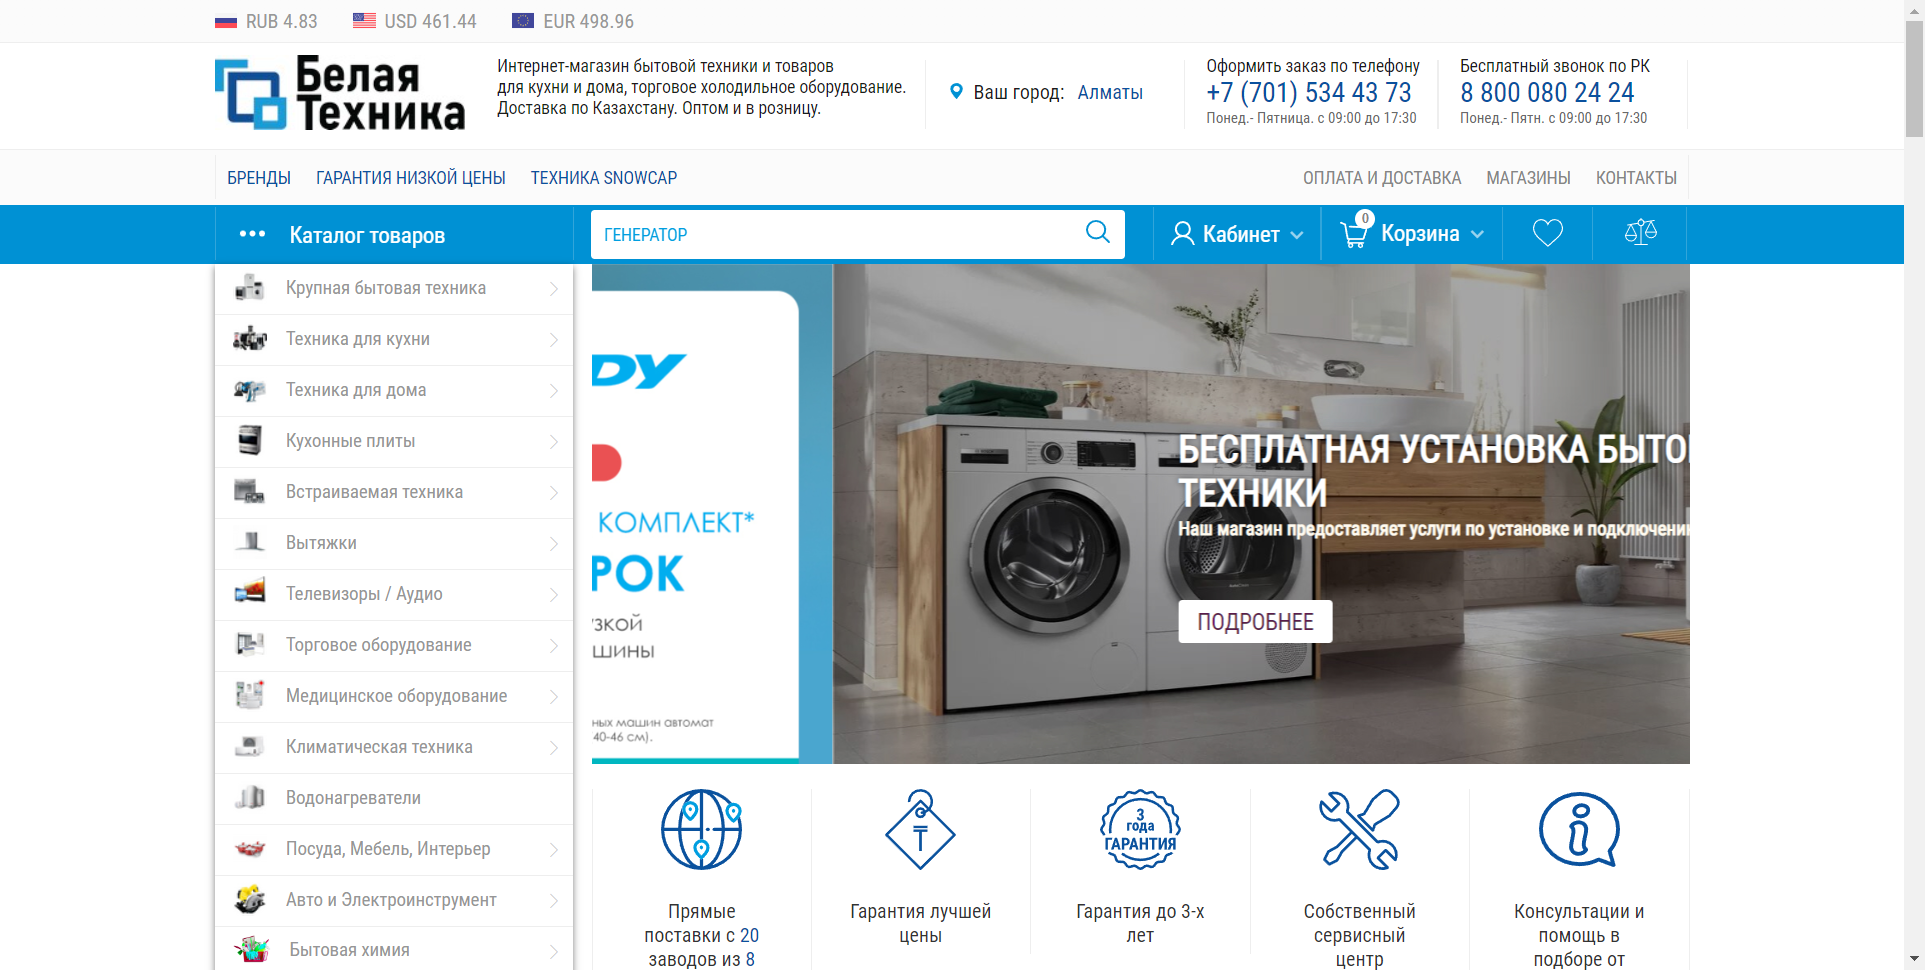 RUB 4.83 USD 461.44 EUR 498.96
Белая
Техника
Интернет-магазин бытовой техники и товаров
для кухни и дома, торговое холодильное оборудование.
Доставка по Казахстану. Оптом и в розницу.
Ваш город: Алматы
Оформить заказ по телефону
+7 (701) 534 43 73
Понед.- Пятница. с 09:00 до 17:30
Бесплатный звонок по РК
8 800 080 24 24
Понед.- Пятн. с 09:00 до 17:30
БРЕНДЫ ГАРАНТИЯ НИЗКОЙ ЦЕНЫ ТЕХНИКА SNOWCAP ОПЛАТА И ДОСТАВКА МАГАЗИНЫ КОНТАКТЫ
Каталог товаров ГЕНЕРАТОР Кабинет 0 Корзина
Крупная бытовая техника
Техника для кухни
Техника для дома
Кухонные плиты
Встраиваемая техника
Вытяжки
Телевизоры / Аудио
Торговое оборудование
Медицинское оборудование
Климатическая техника
Водонагреватели
Посуда, Мебель, Интерьер
Авто и Электроинструмент
Бытовая химия
DY
КОМПЛЕКТ*
РОК
УЗКОЙ
ШИНЫ
ных машин автомат
40-46 см).
БЕСПЛАТНАЯ УСТАНОВКА БЫТО
ТЕХНИКИ
Наш магазин предоставляет услуги по установке и подключени
ПОДРОБНЕЕ
Прямые
поставки с 20
заводов из 8
₸
Гарантия лучшей
цены
3
года
ГАРАНТИЯ
Гарантия до 3-х
лет
Собственный
сервисный
центр
Консультации и
помощь в
подборе от